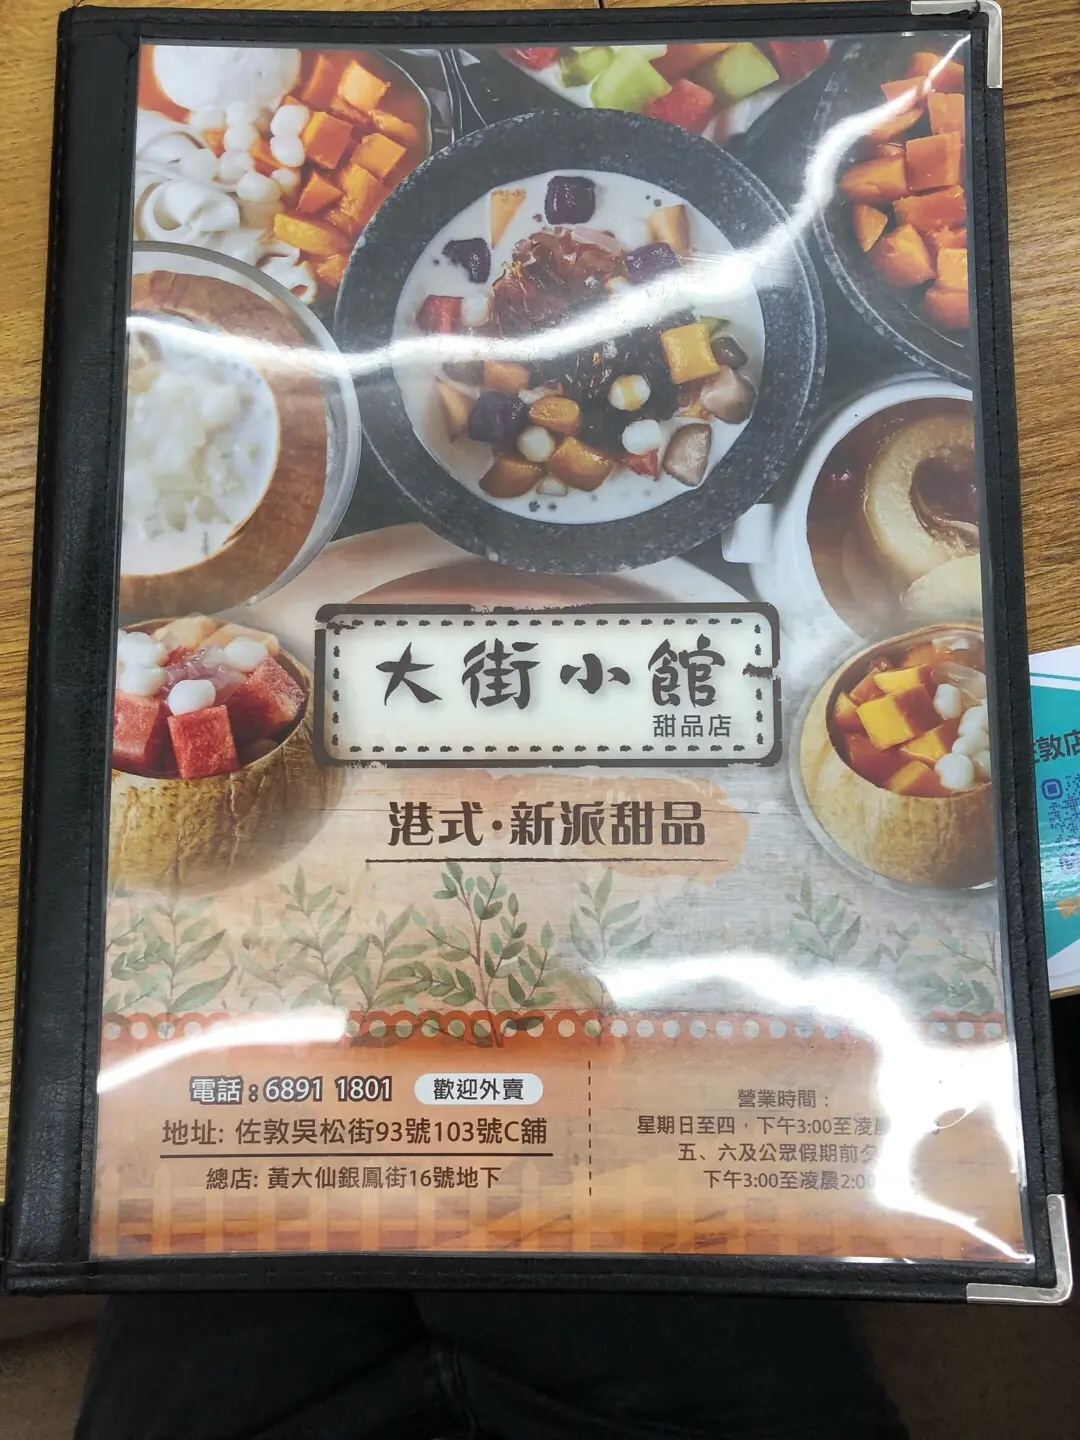 大街小館
甜品店
港式·新派甜品
電話：6891 1801 歡迎外賣
地址: 佐敦吳松街93號103號C舖
總店: 黃大仙銀鳳街16號地下
營業時間：
星期日至四，下午3:00至凌晨
五、六及公眾假期前夕
下午3:00至凌晨2:00
敦店